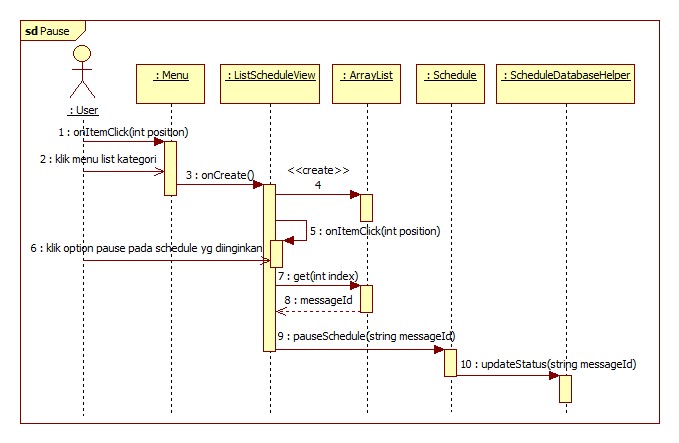 sd Pause
: User
: Menu
: ListScheduleView
: ArrayList
: Schedule
: ScheduleDatabaseHelper
1 : onItemClick(int position)
2 : klik menu list kategori
3 : onCreate()
<<create>>
4
5 : onItemClick(int position)
6 : klik option pause pada schedule yg diinginkan
7 : get(int index)
8 : messageId
9 : pauseSchedule(string messageId)
10 : updateStatus(string messageId)